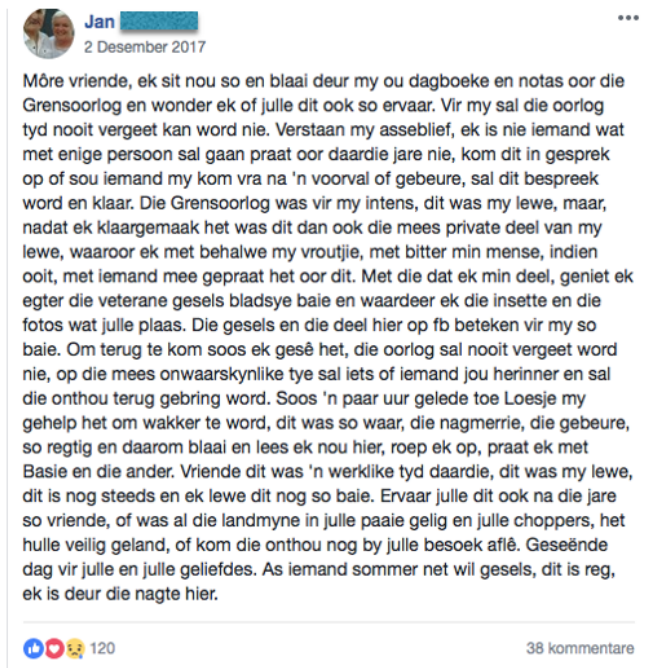 Jan
2 Desember 2017
Môre vriende, ek sit nou so en blaai deur my ou dagboeke en notas oor die
Grensoorlog en wonder ek of julle dit ook so ervaar. Vir my sal die oorlog
tyd nooit vergeet kan word nie. Verstaan my asseblief, ek is nie iemand wat
met enige persoon sal gaan praat oor daardie jare nie, kom dit in gesprek
op of sou iemand my kom vra na 'n voorval of gebeure, sal dit bespreek
word en klaar. Die Grensoorlog was vir my intens, dit was my lewe, maar,
nadat ek klaargemaak het was dit dan ook die mees private deel van my
lewe, waaroor ek met behalwe my vroutjie, met bitter min mense, indien
ooit, met iemand mee gepraat het oor dit. Met die dat ek min deel, geniet ek
egter die veterane gesels bladsye baie en waardeer ek die insette en die
fotos wat julle plaas. Die gesels en die deel hier op fb beteken vir my so
baie. Om terug te kom soos ek gesê het, die oorlog sal nooit vergeet word
nie, op die mees onwaarskynlike tye sal iets of iemand jou herinner en sal
die onthou terug gebring word. Soos 'n paar uur gelede toe Loesje my
gehelp het om wakker te word, dit was so waar, die nagmerrie, die gebeure,
so regtig en daarom blaai en lees ek nou hier, roep ek op, praat ek met
Basie en die ander. Vriende dit was 'n werklike tyd daardie, dit was my lewe,
dit is nog steeds en ek lewe dit nog so baie. Ervaar julle dit ook na die jare
so vriende, of was al die landmyne in julle paaie gelig en julle choppers, het
hulle veilig geland, of kom die onthou nog by julle besoek aflê. Geseënde
dag vir julle en julle geliefdes. As iemand sommer net wil gesels, dit is reg,
ek is deur die nagte hier.
120
38 kommentare